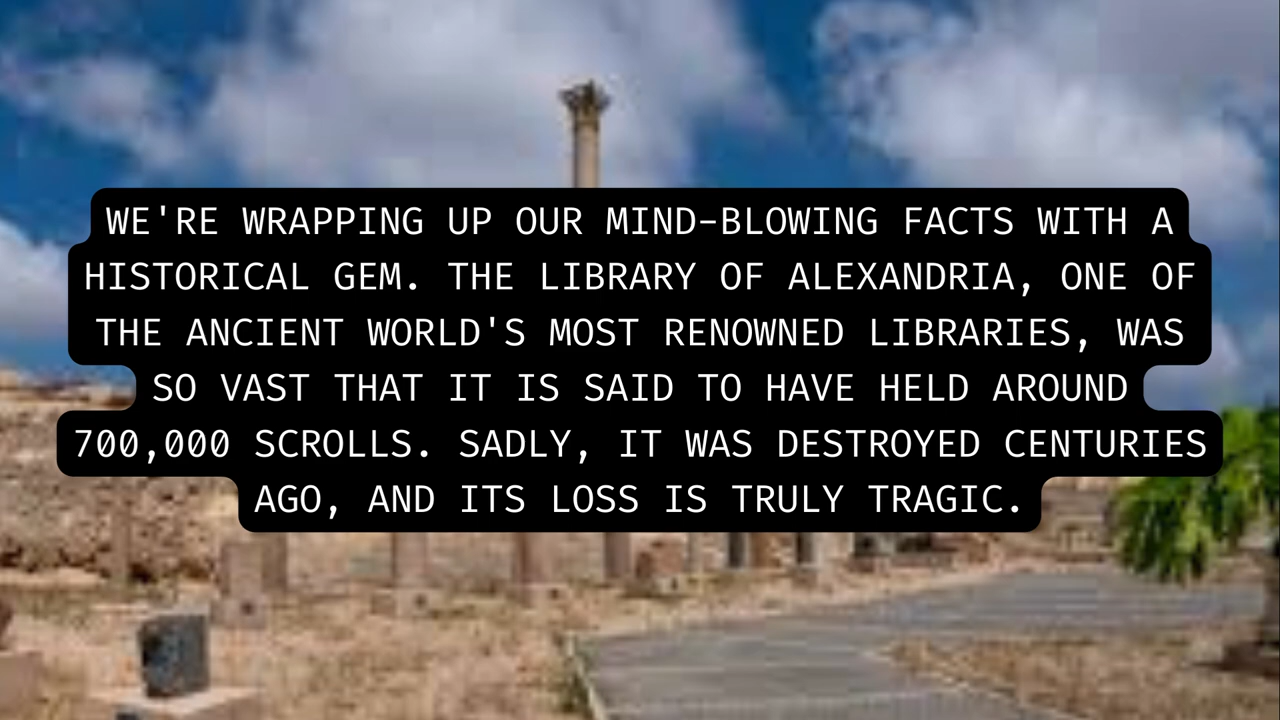 WE'RE WRAPPING UP OUR MIND-BLOWING FACTS WITH A
HISTORICAL GEM. THE LIBRARY OF ALEXANDRIA, ONE OF
THE ANCIENT WORLD'S MOST RENOWNED LIBRARIES, WAS
SO VAST THAT IT IS SAID TO HAVE HELD AROUND
700,000 SCROLLS. SADLY, IT WAS DESTROYED CENTURIES
AGO, AND ITS LOSS IS TRULY TRAGIC.